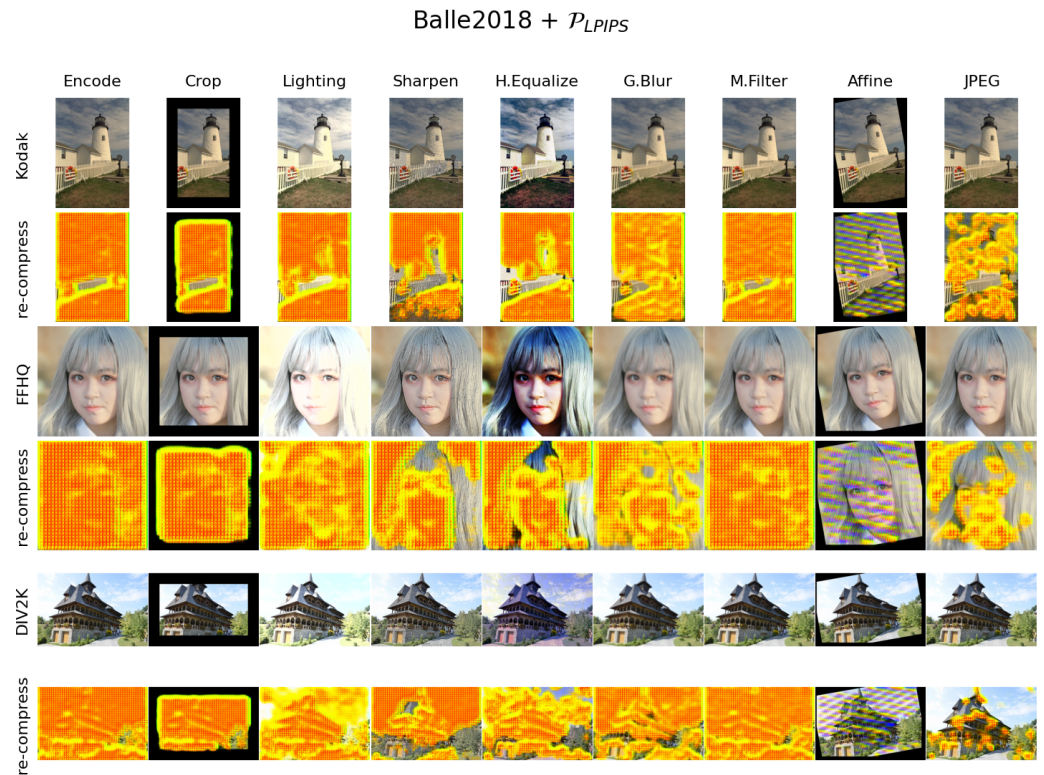 Balle2018 + P_LPIPS
Encode Crop Lighting Sharpen H.Equalize G.Blur M.Filter Affine JPEG
Kodak
re-compress
FFHQ
re-compress
DIV2K
re-compress